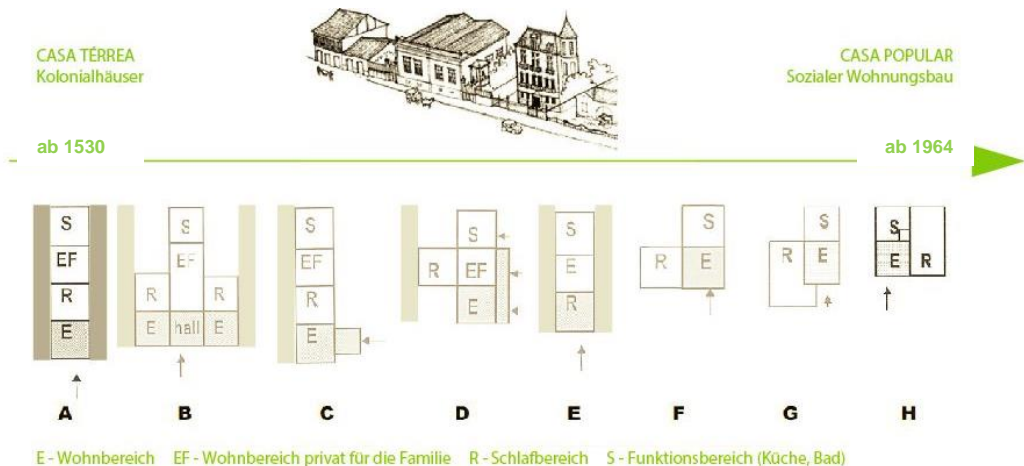 CASA TÉRREA
Kolonialhäuser
CASA POPULAR
Sozialer Wohnungsbau
ab 1530
ab 1964
S
EF
R
E
S
EF
R
R
E
hall
E
S
EF
R
E
S
R
EF
E
S
E
R
S
R
E
S
R
E
S
E
R
A
B
C
D
E
F
G
H
E - Wohnbereich EF - Wohnbereich privat für die Familie R - Schlafbereich S - Funktionsbereich (Küche, Bad)